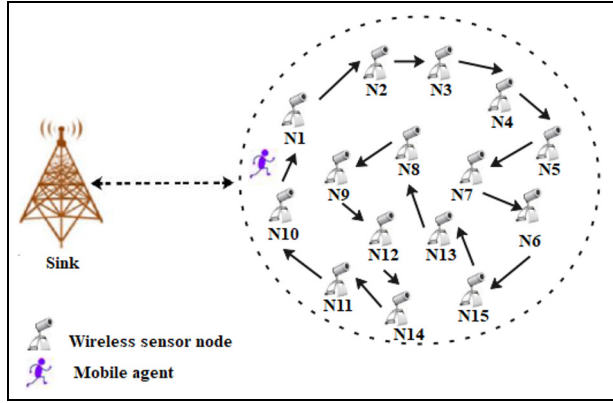 N2
N3
N4
N1
N5
N8
N7
N9
N10
N6
N12
N13
Sink
N11
N15
N14
Wireless sensor node
Mobile agent